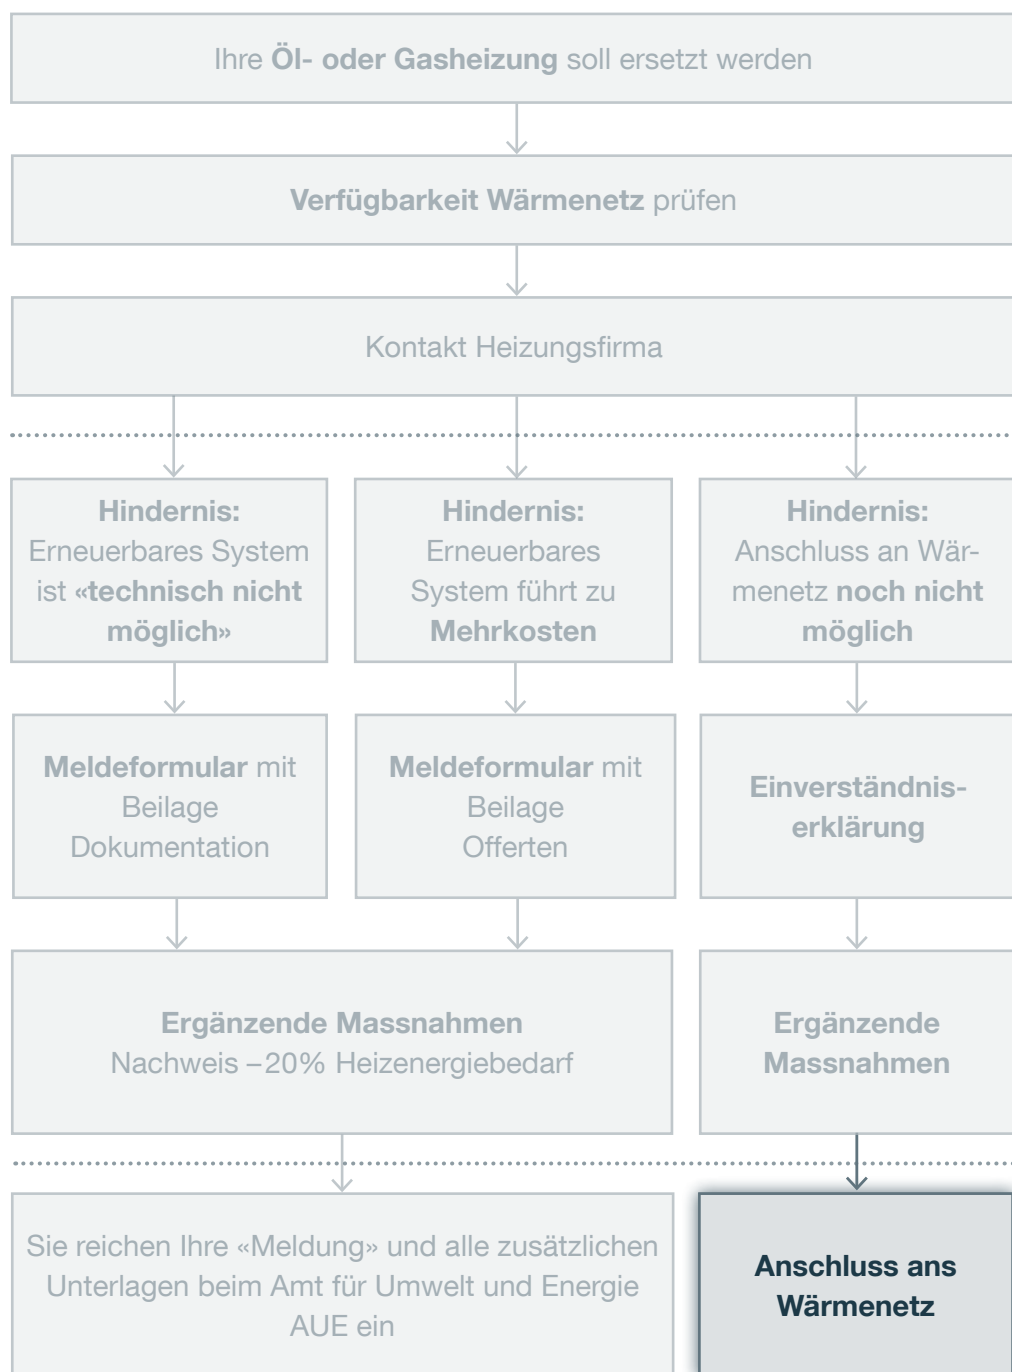 Ihre Öl- oder Gasheizung soll ersetzt werden
Verfügbarkeit Wärmenetz prüfen
Kontakt Heizungsfirma
Hindernis:
Erneuerbares System
ist «technisch nicht
möglich»
Hindernis:
Erneuerbares
System führt zu
Mehrkosten
Hindernis:
Anschluss an Wär-
menetz noch nicht
möglich
Meldeformular mit
Beilage
Dokumentation
Meldeformular mit
Beilage
Offerten
Einverständnis-
erklärung
Ergänzende Massnahmen
Nachweis –20% Heizenergiebedarf
Ergänzende
Massnahmen
Sie reichen Ihre «Meldung» und alle zusätzlichen
Unterlagen beim Amt für Umwelt und Energie
AUE ein
Anschluss ans
Wärmenetz